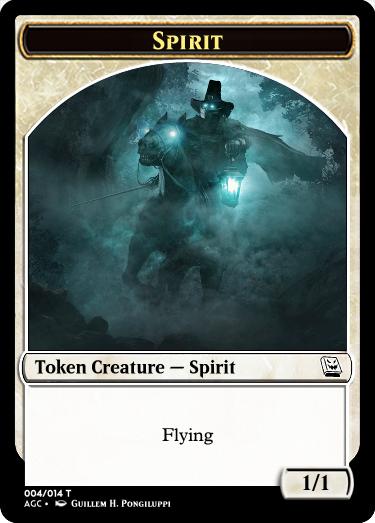 Spirit
Token Creature — Spirit
Flying
1/1
004/014 T
AGC • Guillem H. Pongiluppi